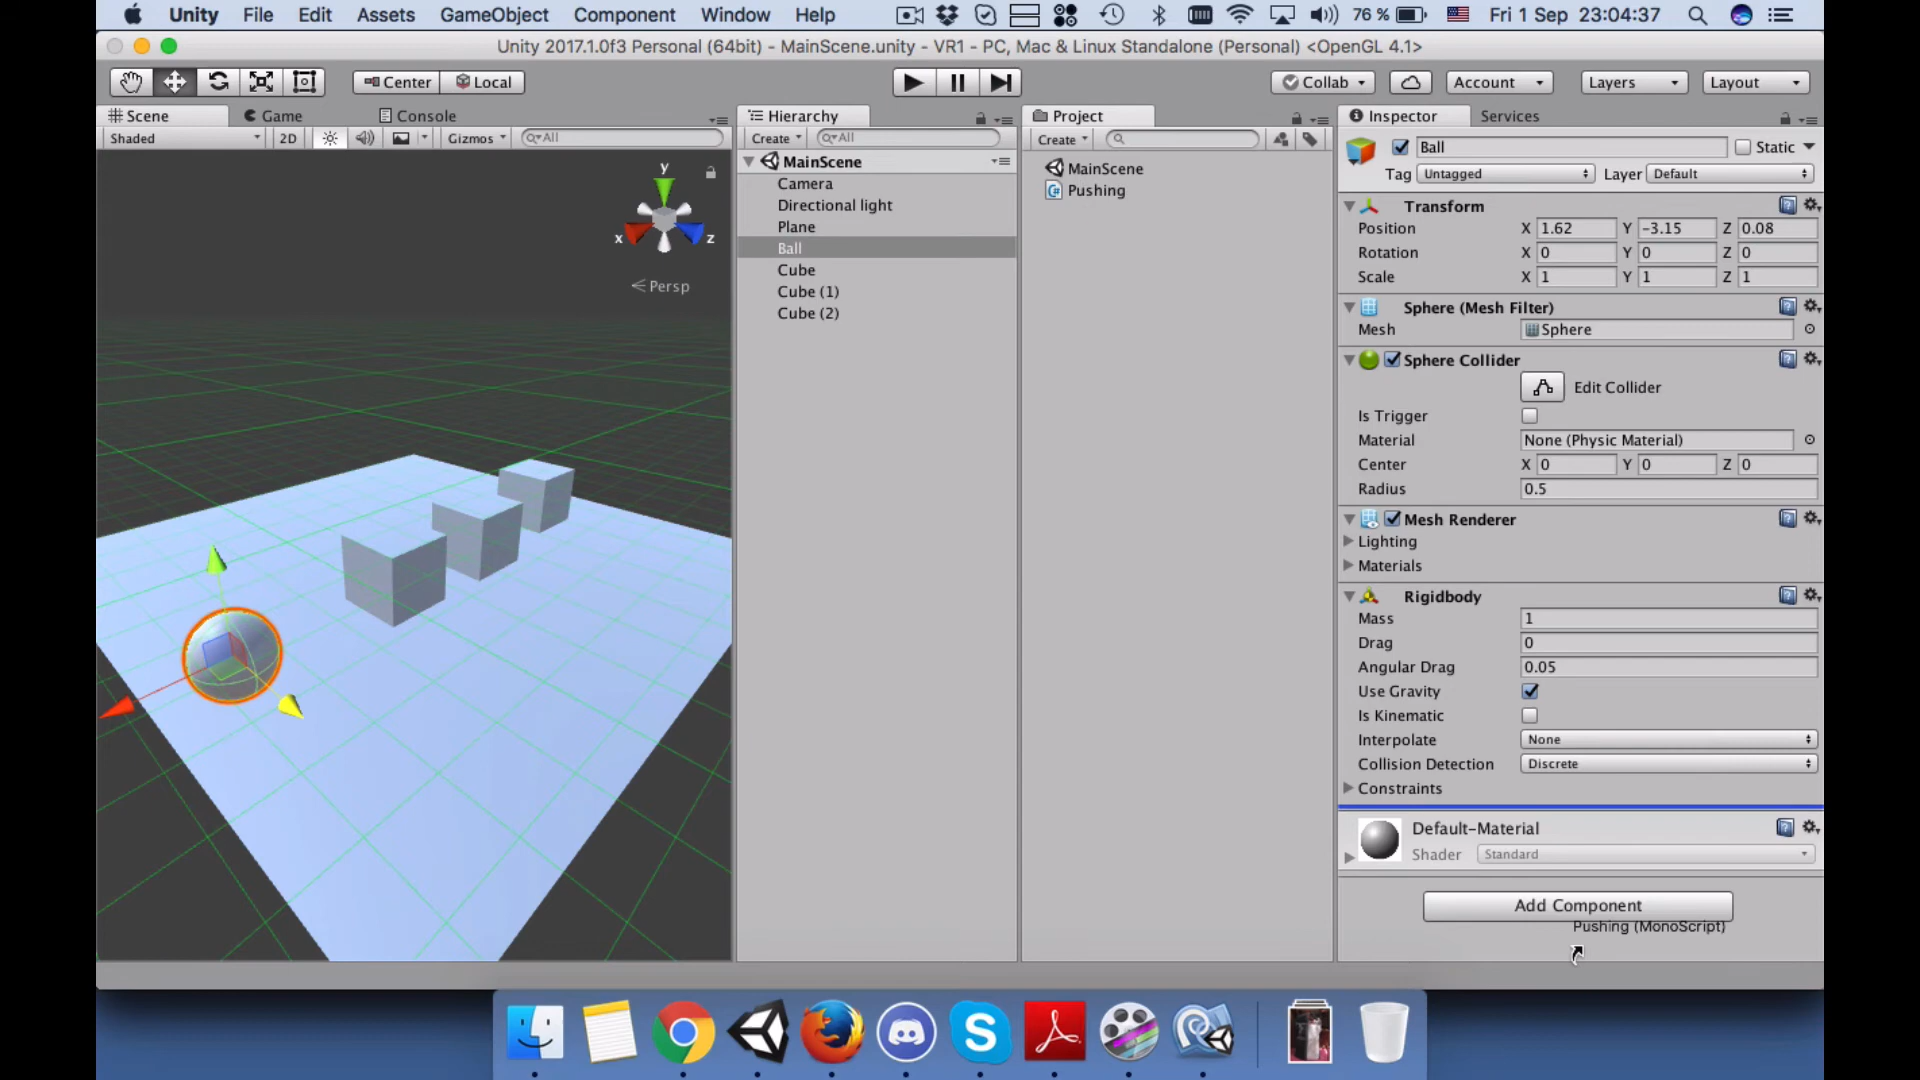 Unity File Edit Assets GameObject Component Window Help 76 % Fri 1 Sep 23:04:37
Unity 2017.1.0f3 Personal (64bit) - MainScene.unity - VR1 - PC, Mac & Linux Standalone (Personal) <OpenGL 4.1>
Center Local Collab Account Layers Layout
Scene Game Console Hierarchy Project Inspector Services
Shaded 2D Gizmos All Create All Create
MainScene
Camera
Directional light
Plane
Ball
Cube
Cube (1)
Cube (2)
MainScene
Pushing
y
x
z
Persp
Ball Static
Tag Untagged Layer Default
Transform
Position X 1.62 Y -3.15 Z 0.08
Rotation X 0 Y 0 Z 0
Scale X 1 Y 1 Z 1
Sphere (Mesh Filter)
Mesh Sphere
Sphere Collider
Edit Collider
Is Trigger
Material None (Physic Material)
Center X 0 Y 0 Z 0
Radius 0.5
Mesh Renderer
Lighting
Materials
Rigidbody
Mass 1
Drag 0
Angular Drag 0.05
Use Gravity
Is Kinematic
Interpolate None
Collision Detection Discrete
Constraints
Default-Material
Shader Standard
Add Component
Pushing (MonoScript)